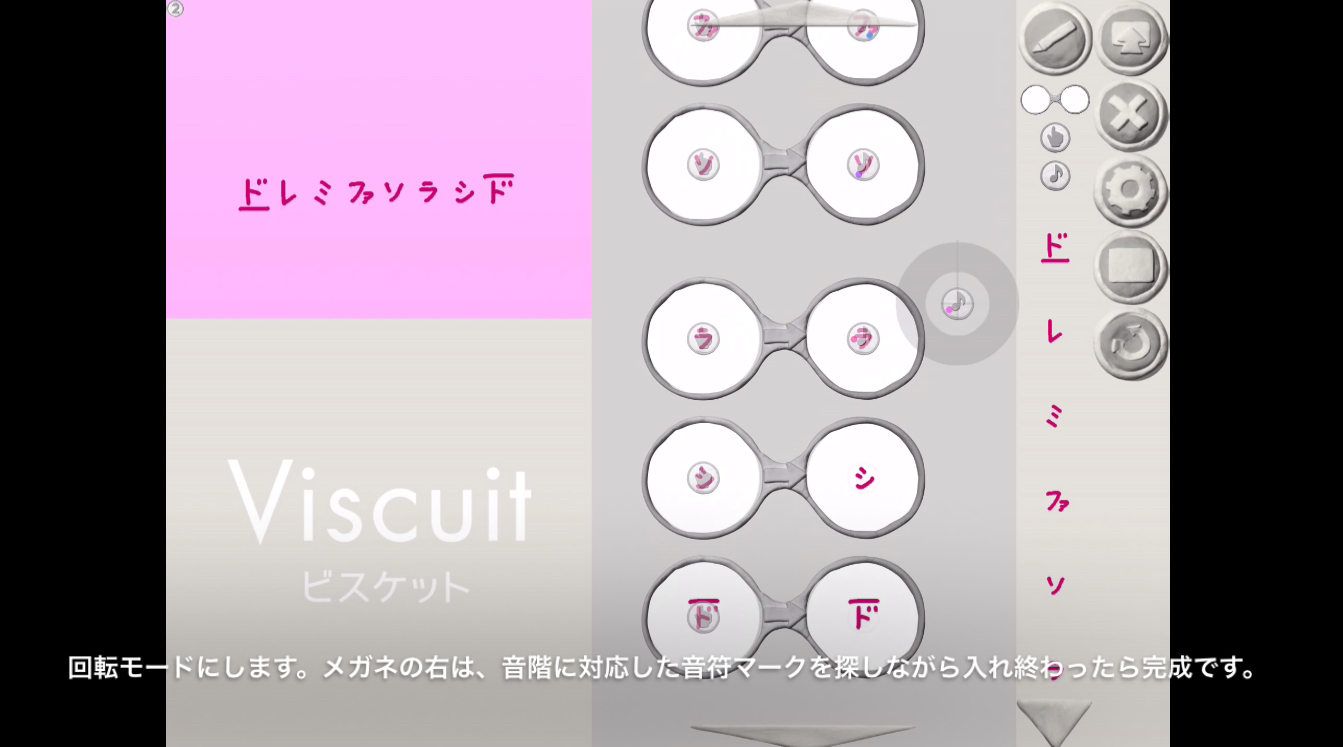 ②
ド レ ミ ファ ソ ラ シ ド
Viscuit
ビスケット
ファ
ソ
ソ
ラ
ラ
シ
シ
ド
ド
ド
レ
ミ
ファ
ソ
回転モードにします。メガネの右は、音階に対応した音符マークを探しながら入れ終わったら完成です。